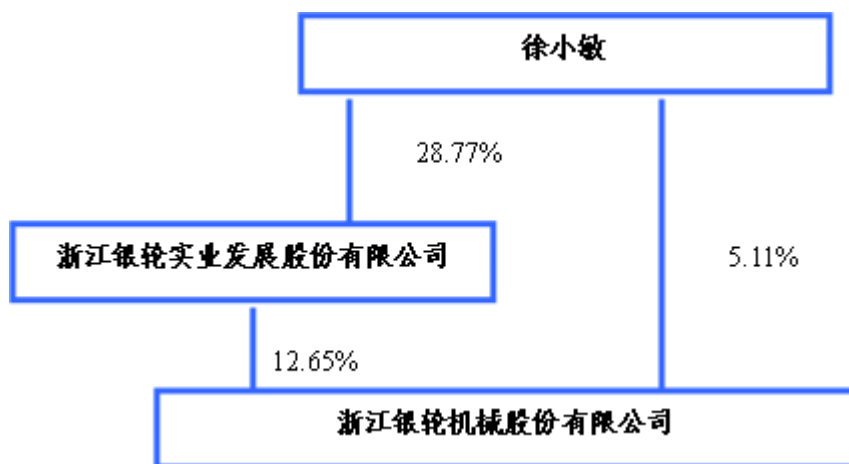 徐小敏
28.77%
浙江银轮实业发展股份有限公司
5.11%
12.65%
浙江银轮机械股份有限公司